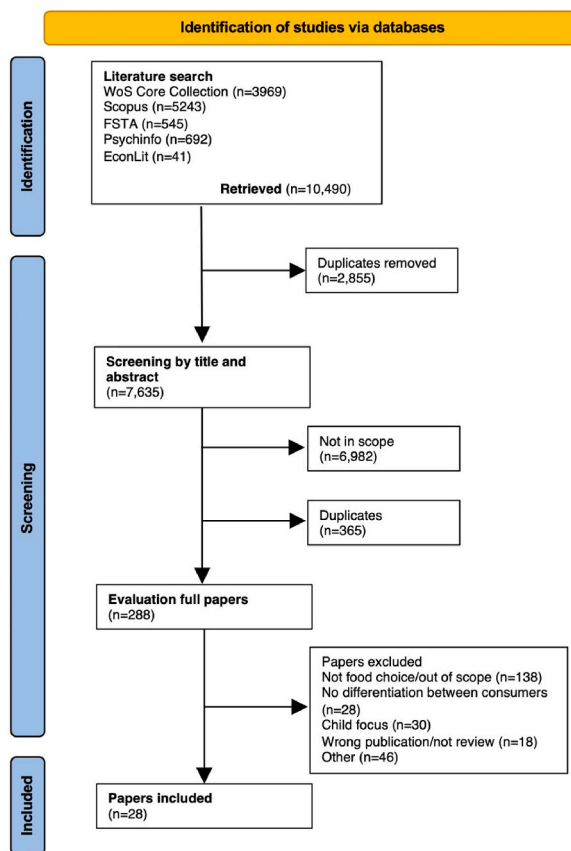 Identification of studies via databases
Identification
Literature search
WoS Core Collection (n=3969)
Scopus (n=5243)
FSTA (n=545)
Psychinfo (n=692)
EconLit (n=41)
Retrieved (n=10,490)
Duplicates removed
(n=2,855)
Screening
Screening by title and
abstract
(n=7,635)
Not in scope
(n=6,982)
Duplicates
(n=365)
Evaluation full papers
(n=288)
Papers excluded
Not food choice/out of scope (n=138)
No differentiation between consumers
(n=28)
Child focus (n=30)
Wrong publication/not review (n=18)
Other (n=46)
Included
Papers included
(n=28)